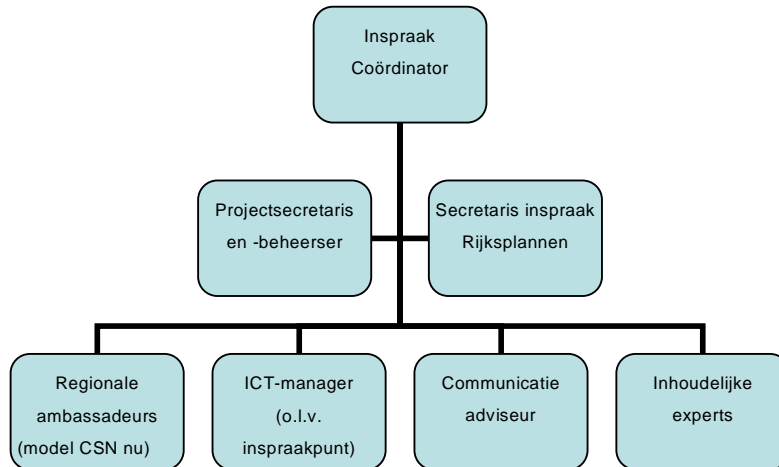 Inspraak
Coördinator
Projectsecretaris
en -beheerser
Secretaris inspraak
Rijksplannen
Regionale
ambassadeurs
(model CSN nu)
ICT-manager
(o.l.v.
inspraakpunt)
Communicatie
adviseur
Inhoudelijke
experts